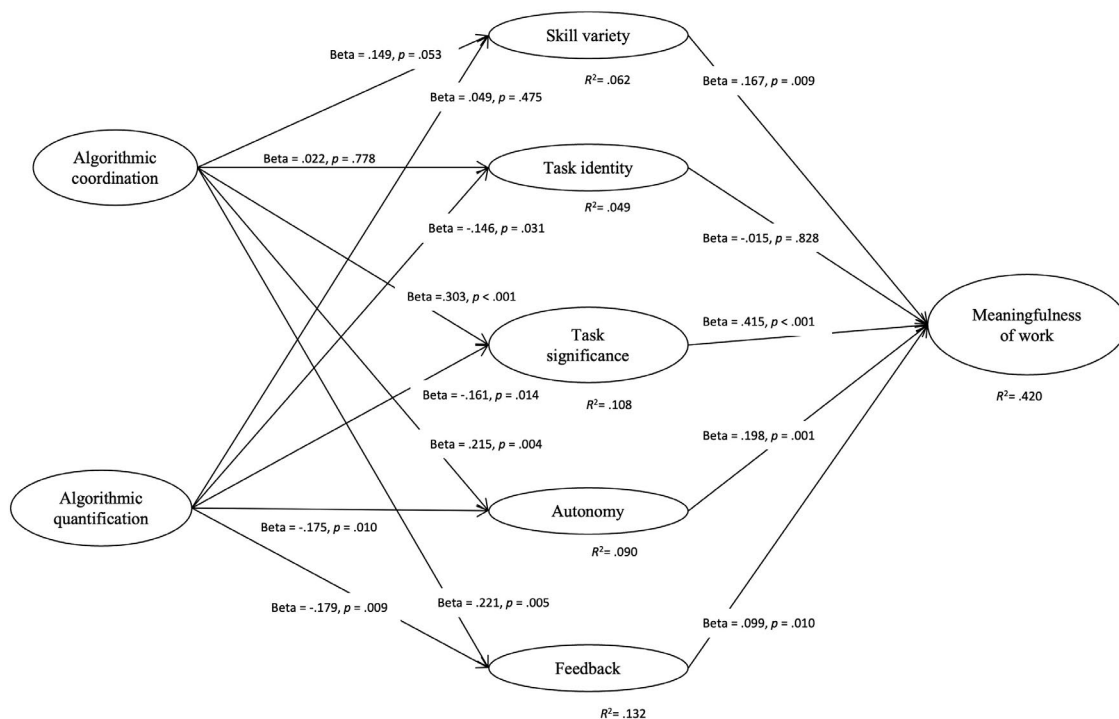 Skill variety
Beta = .149, p = .053
R²= .062
Beta = .167, p = .009
Beta = .049, p = .475
Algorithmic
coordination
Beta = .022, p = .778
Task identity
R²= .049
Beta = -.146, p = .031
Beta = -.015, p = .828
Beta =.303, p < .001
Task
significance
Beta = .415, p < .001
Meaningfulness
of work
Beta = -.161, p = .014
R²= .108
R²= .420
Beta = .215, p = .004
Beta = .198, p = .001
Algorithmic
quantification
Autonomy
Beta = -.175, p = .010
R²= .090
Beta = -.179, p = .009
Beta = .221, p = .005
Beta = .099, p = .010
Feedback
R²= .132